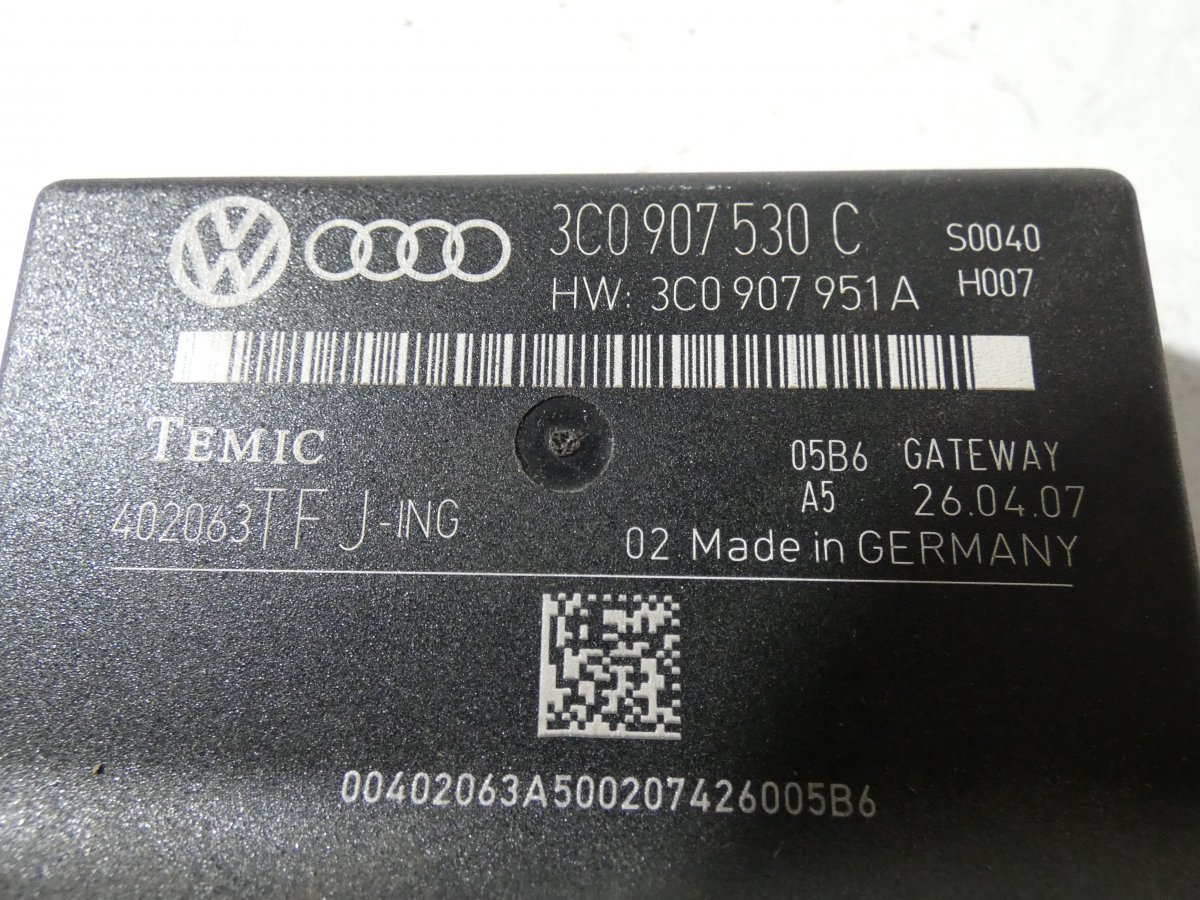 3C0 907 530 C S0040
HW: 3C0 907 951 A H007
TEMIC
05B6 GATEWAY
402063TF J-ING A5 26.04.07
02 Made in GERMANY
00402063A500207426005B6